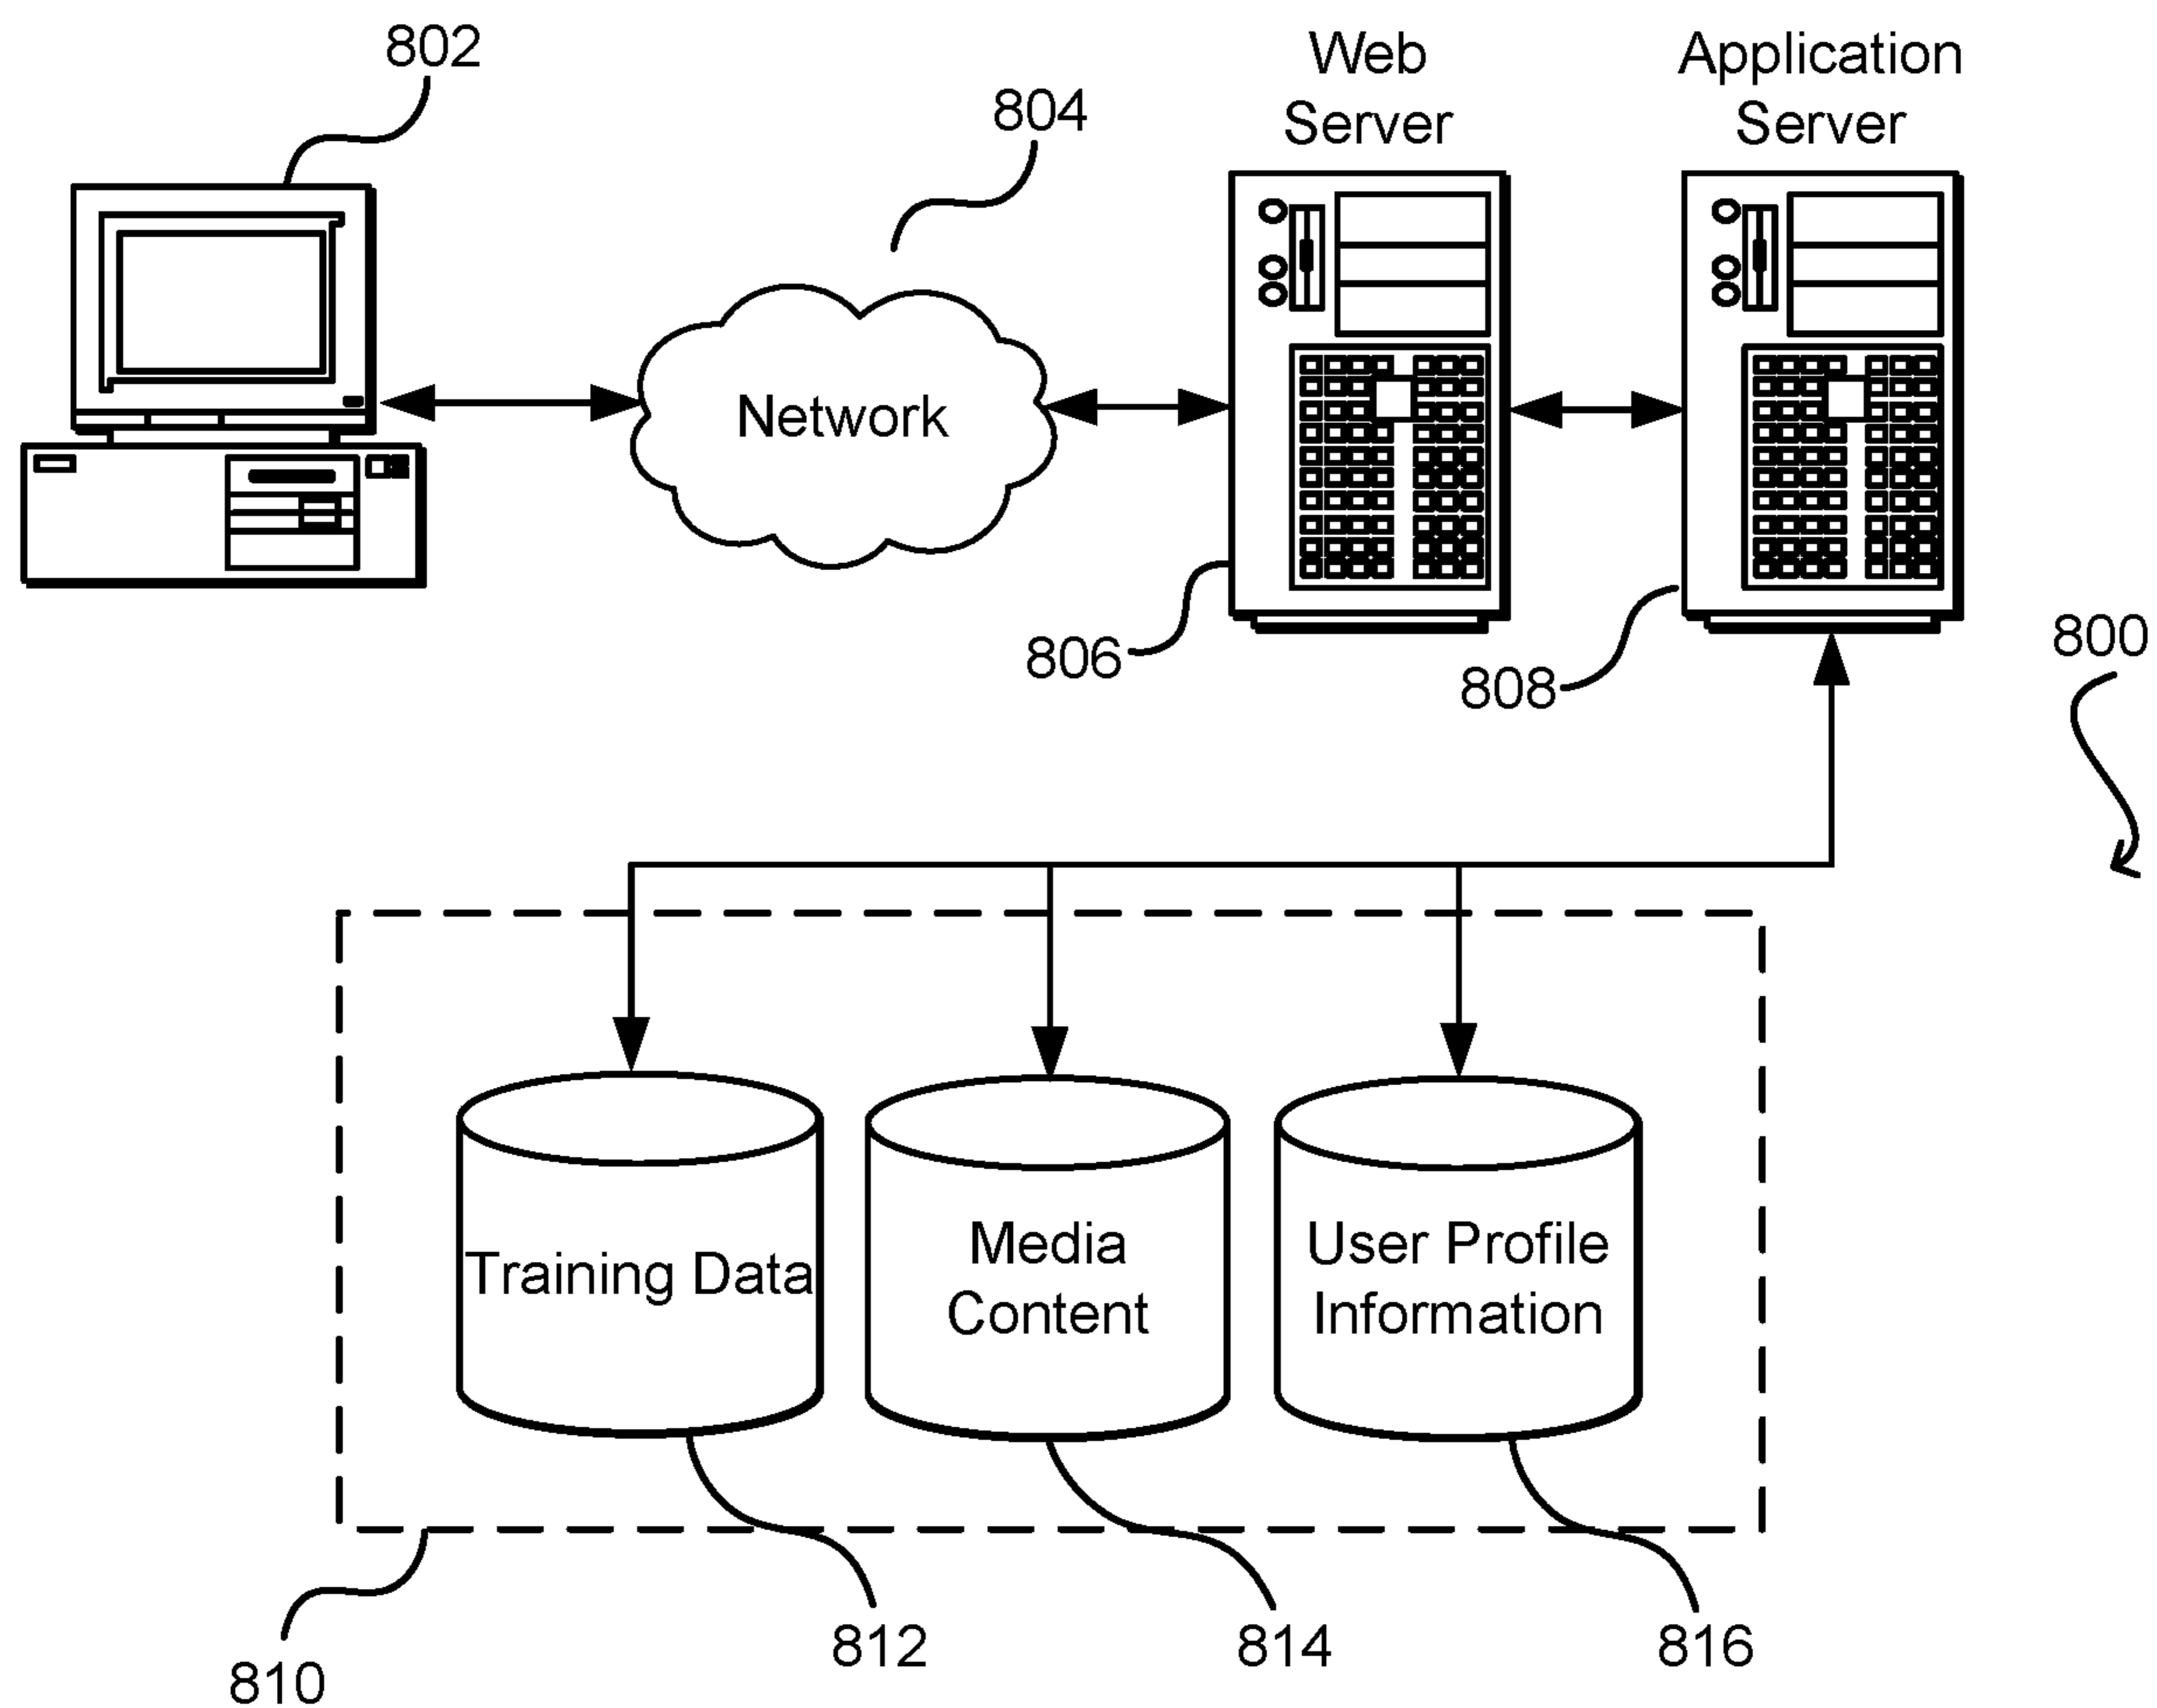 802
804
Web
Server
Application
Server
Network
806
808
800
Training Data
Media
Content
User Profile
Information
810
812
814
816